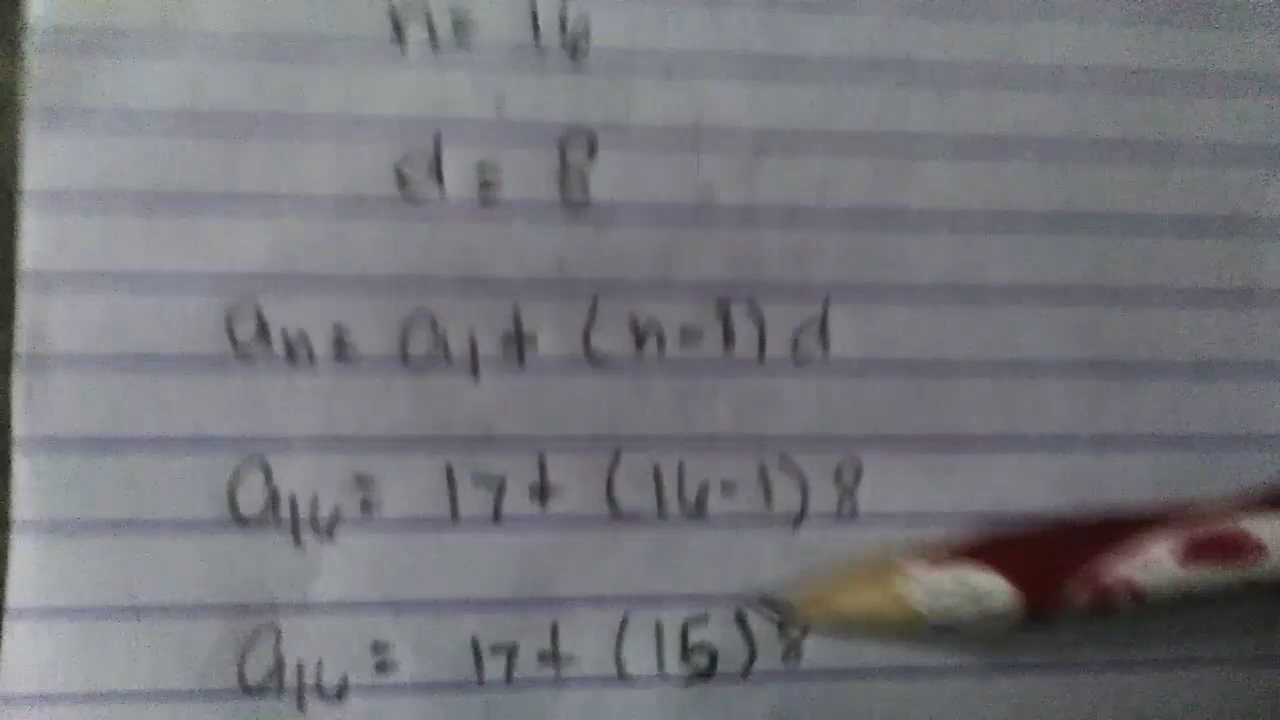 n= 16
d= 8
an= a1+ (n-1)d
a16= 17+ (16-1)8
a16= 17+ (15)8